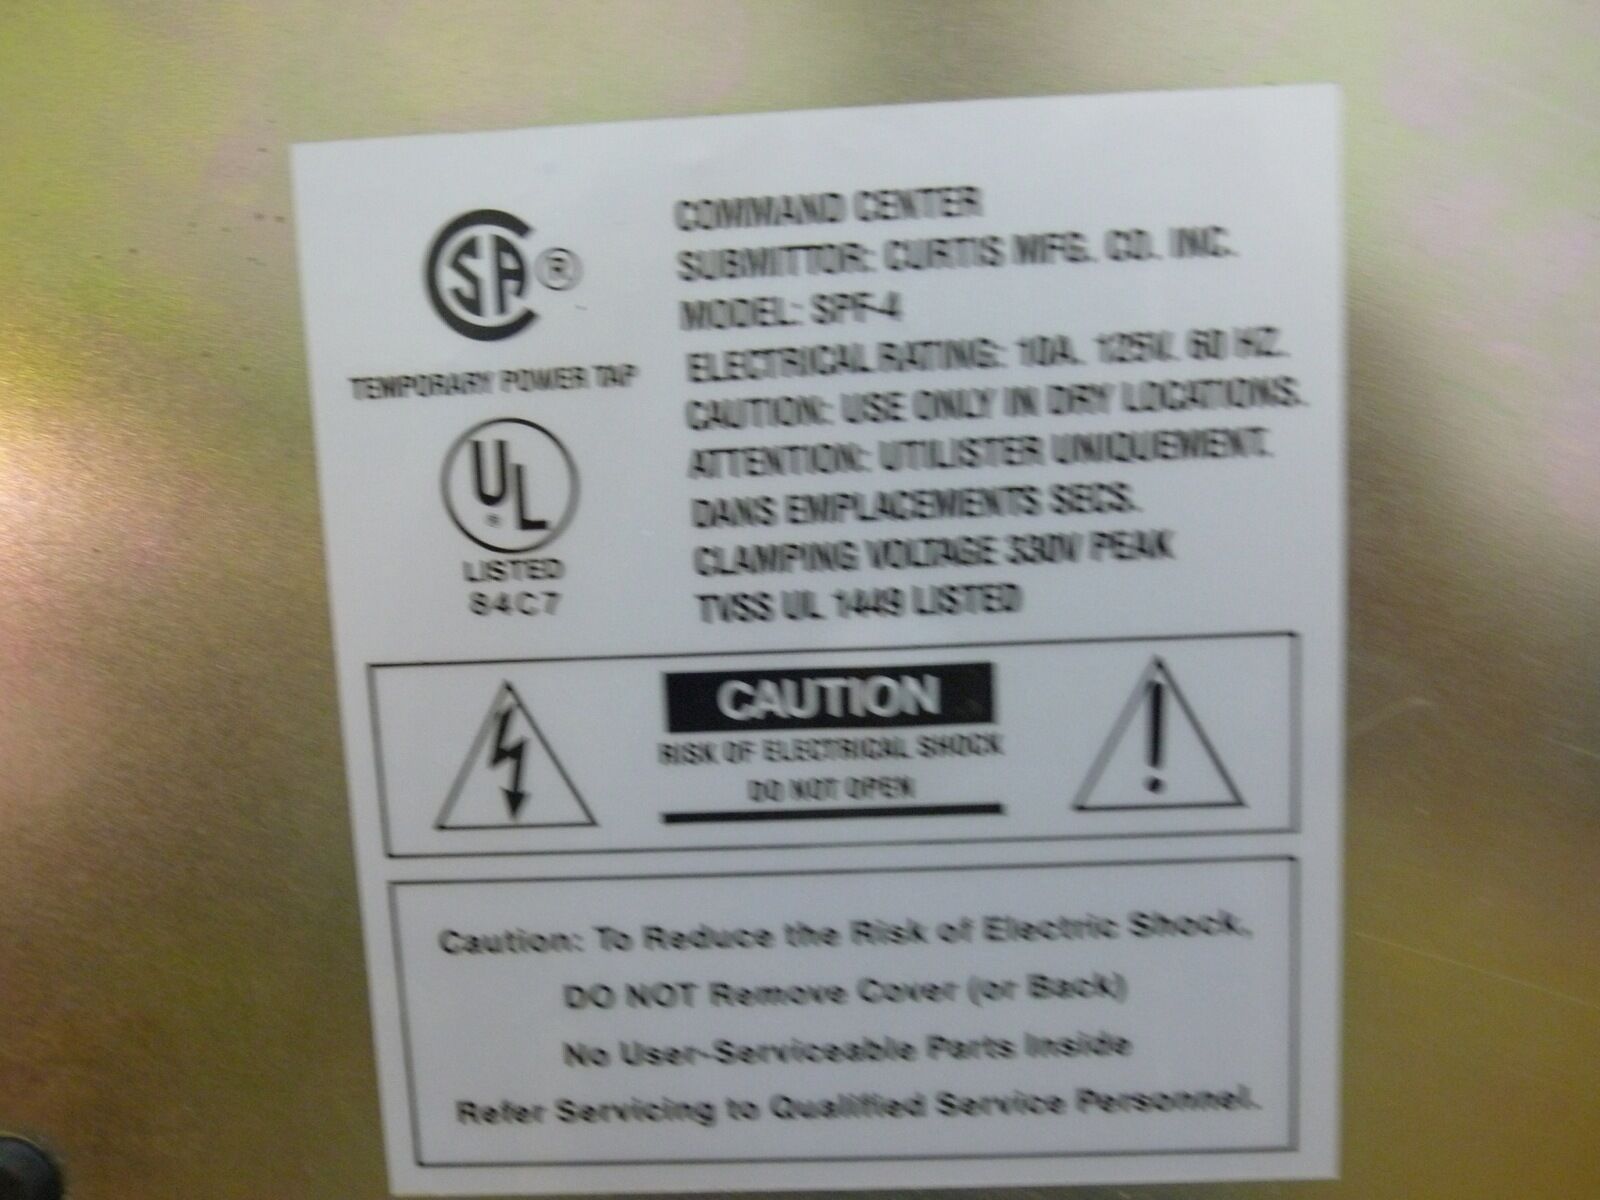 CSA®
TEMPORARY POWER TAP
UL
®
LISTED
84C7
COMMAND CENTER
SUBMITTOR: CURTIS MFG. CO. INC.
MODEL: SPF-4
ELECTRICAL RATING: 10A. 125V. 60 HZ.
CAUTION: USE ONLY IN DRY LOCATIONS.
ATTENTION: UTILISTER UNIQUEMENT.
DANS EMPLACEMENTS SECS.
CLAMPING VOLTAGE 330V PEAK
TVSS UL 1449 LISTED
CAUTION
RISK OF ELECTRICAL SHOCK
DO NOT OPEN
Caution: To Reduce the Risk of Electric Shock,
DO NOT Remove Cover (or Back)
No User-Serviceable Parts Inside
Refer Servicing to Qualified Service Personnel.